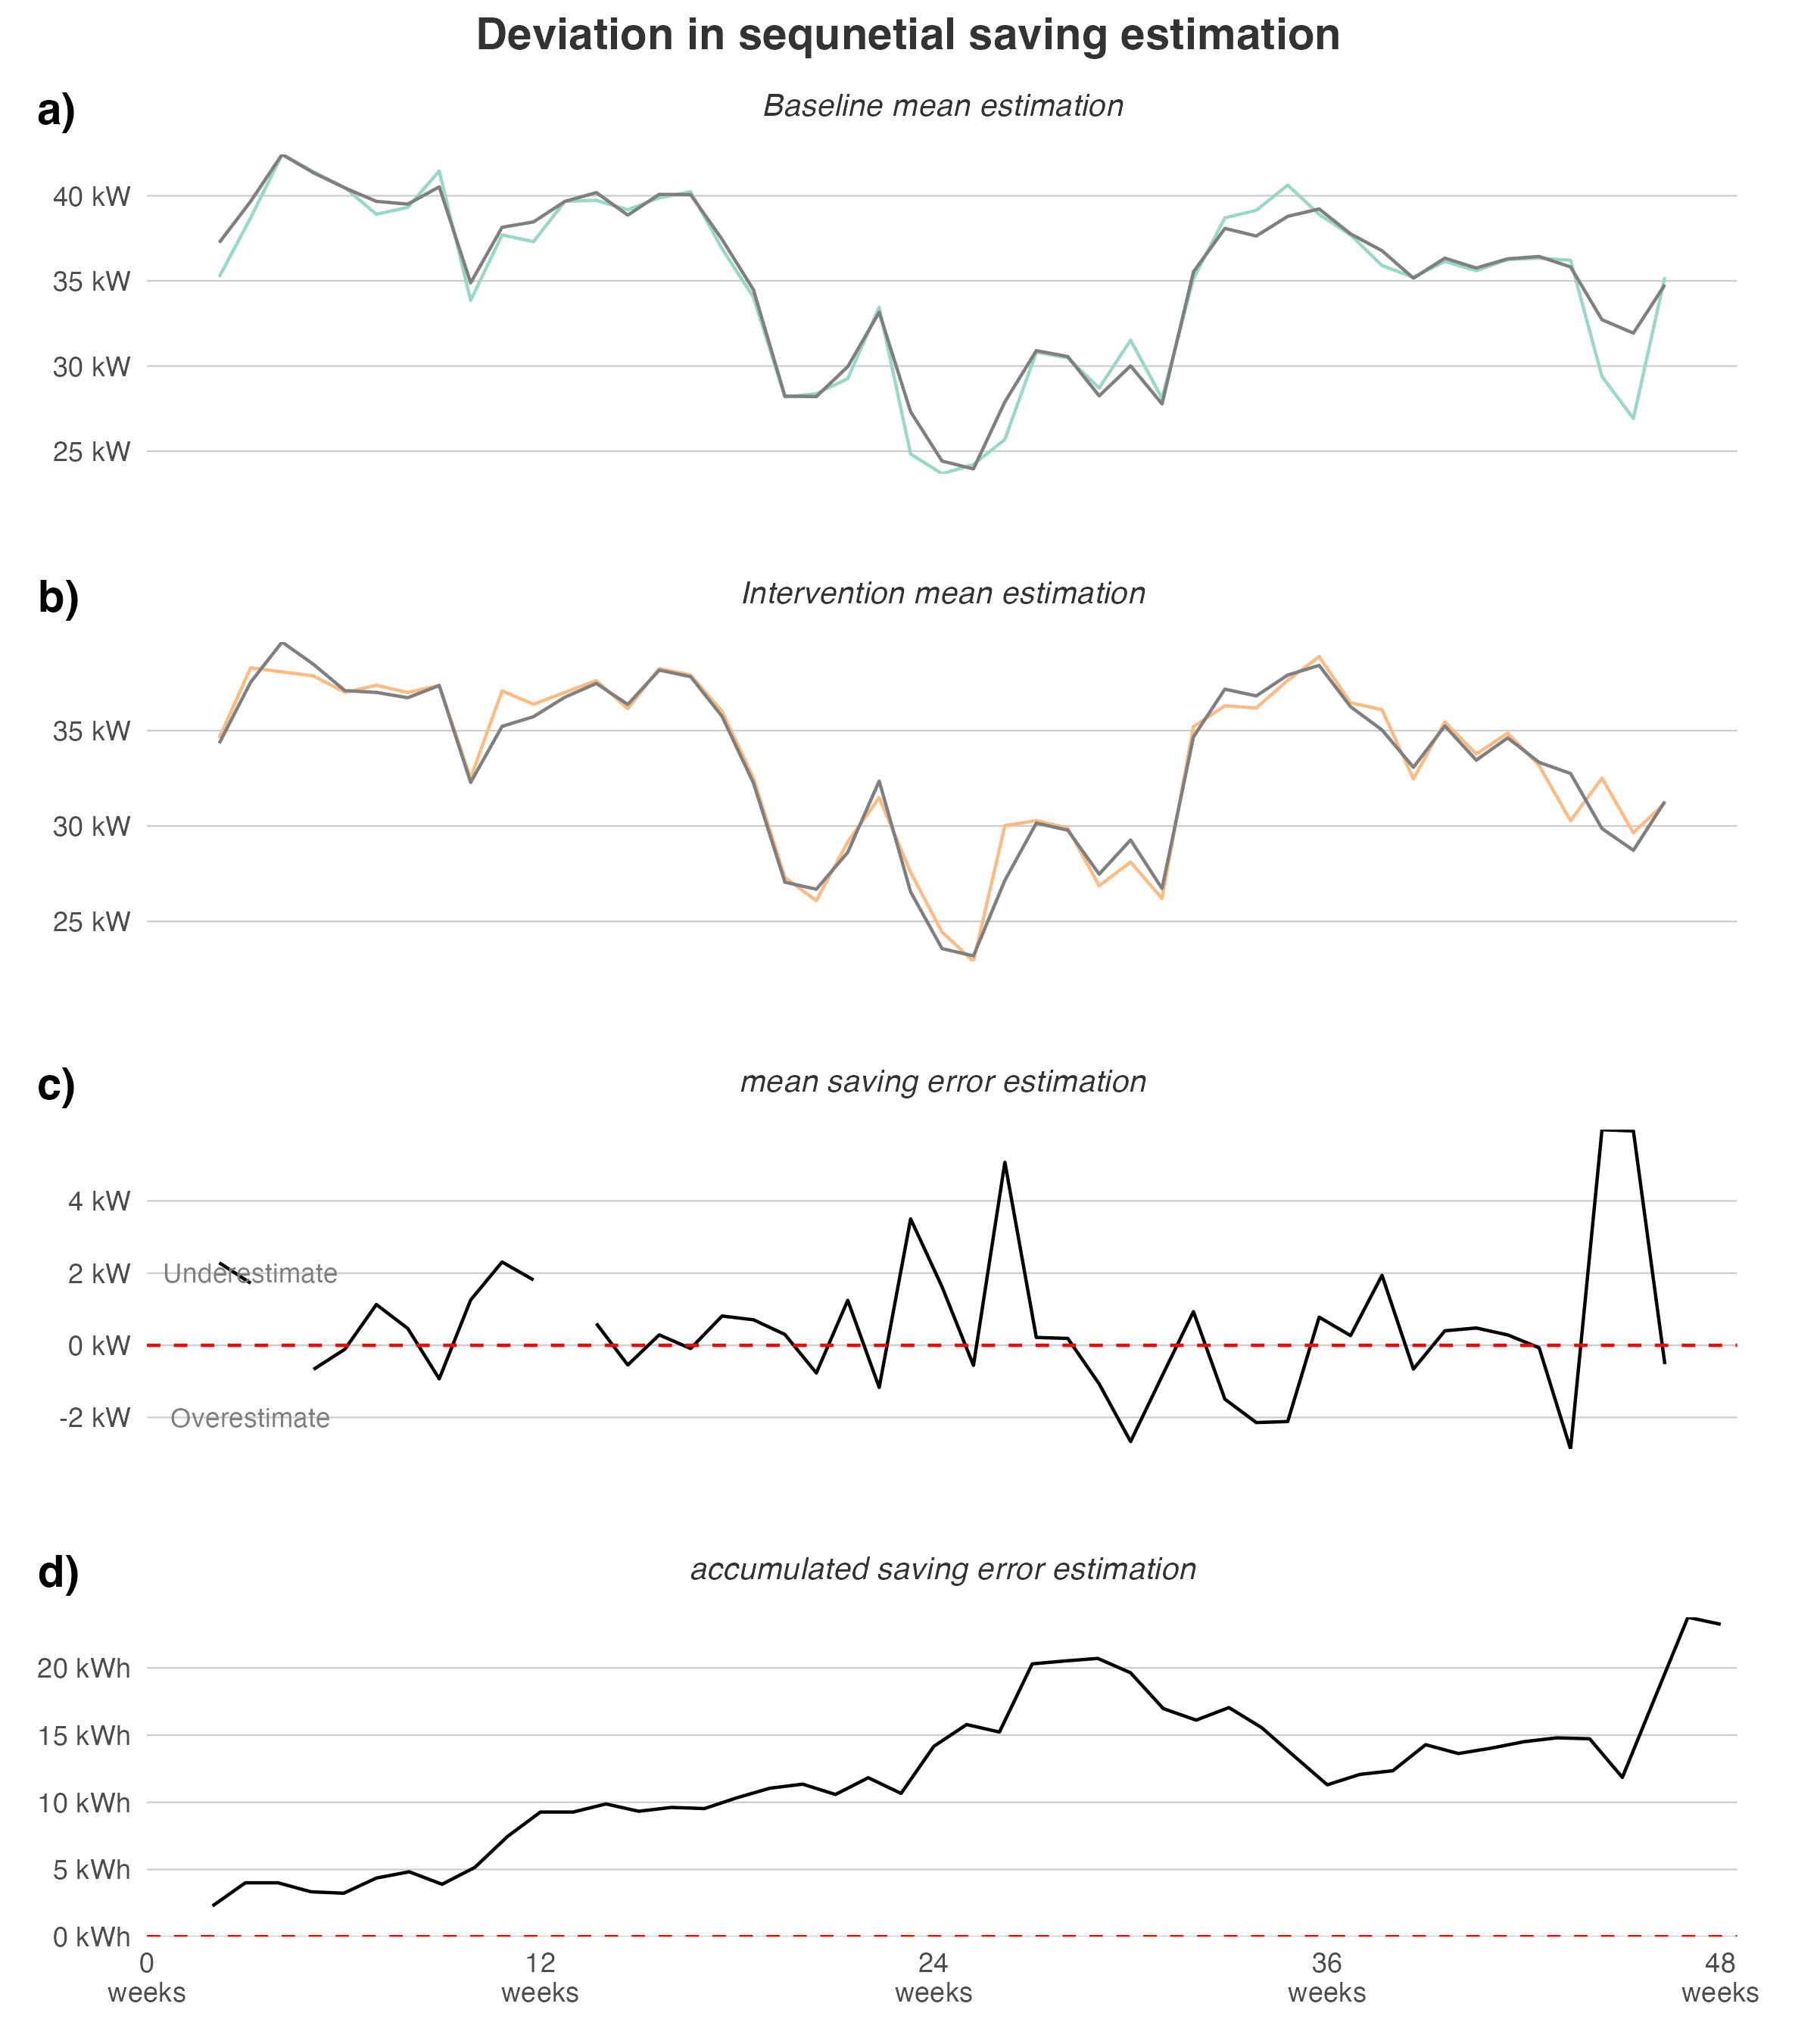 Deviation in sequnetial saving estimation
a)
Baseline mean estimation
40 kW
35 kW
30 kW
25 kW
b)
Intervention mean estimation
35 kW
30 kW
25 kW
c)
mean saving error estimation
4 kW
2 kW
Underestimate
0 kW
-2 kW
Overestimate
d)
accumulated saving error estimation
20 kWh
15 kWh
10 kWh
5 kWh
0 kWh
0 12 24 36 48
weeks weeks weeks weeks weeks